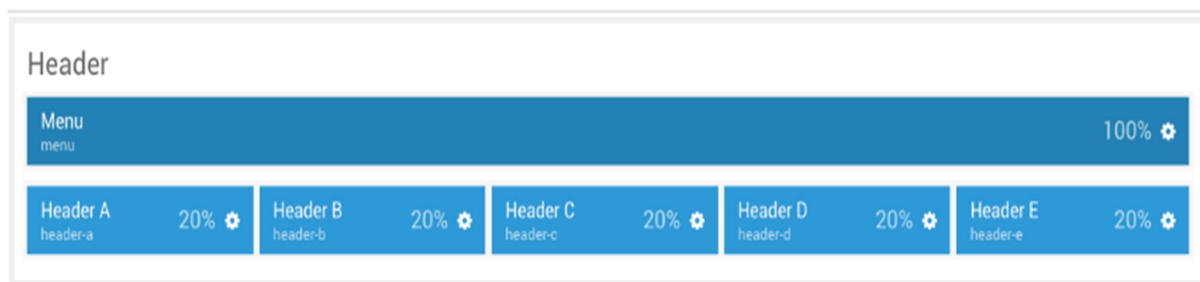 Header
Menu
menu
100%
Header A
header-a
20%
Header B
header-b
20%
Header C
header-c
20%
Header D
header-d
20%
Header E
header-e
20%